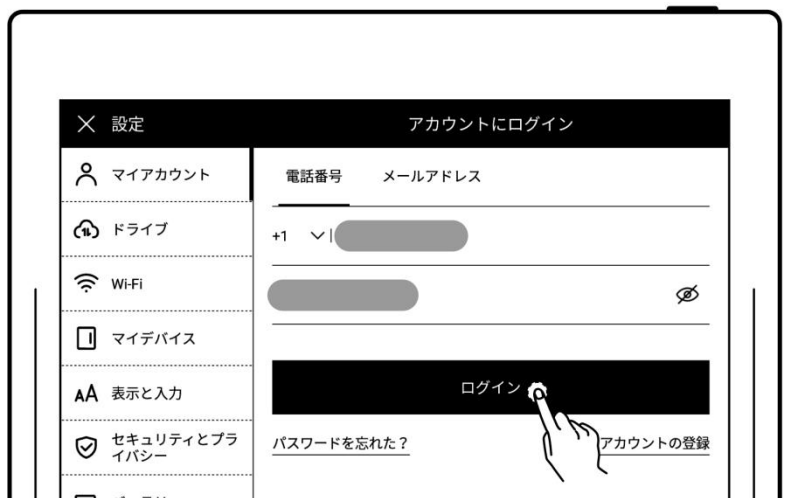 設定
アカウントにログイン
マイアカウント
ドライブ
Wi-Fi
マイデバイス
表示と入力
セキュリティとプラ
イバシー
電話番号 メールアドレス
+1
ログイン
パスワードを忘れた？
アカウントの登録